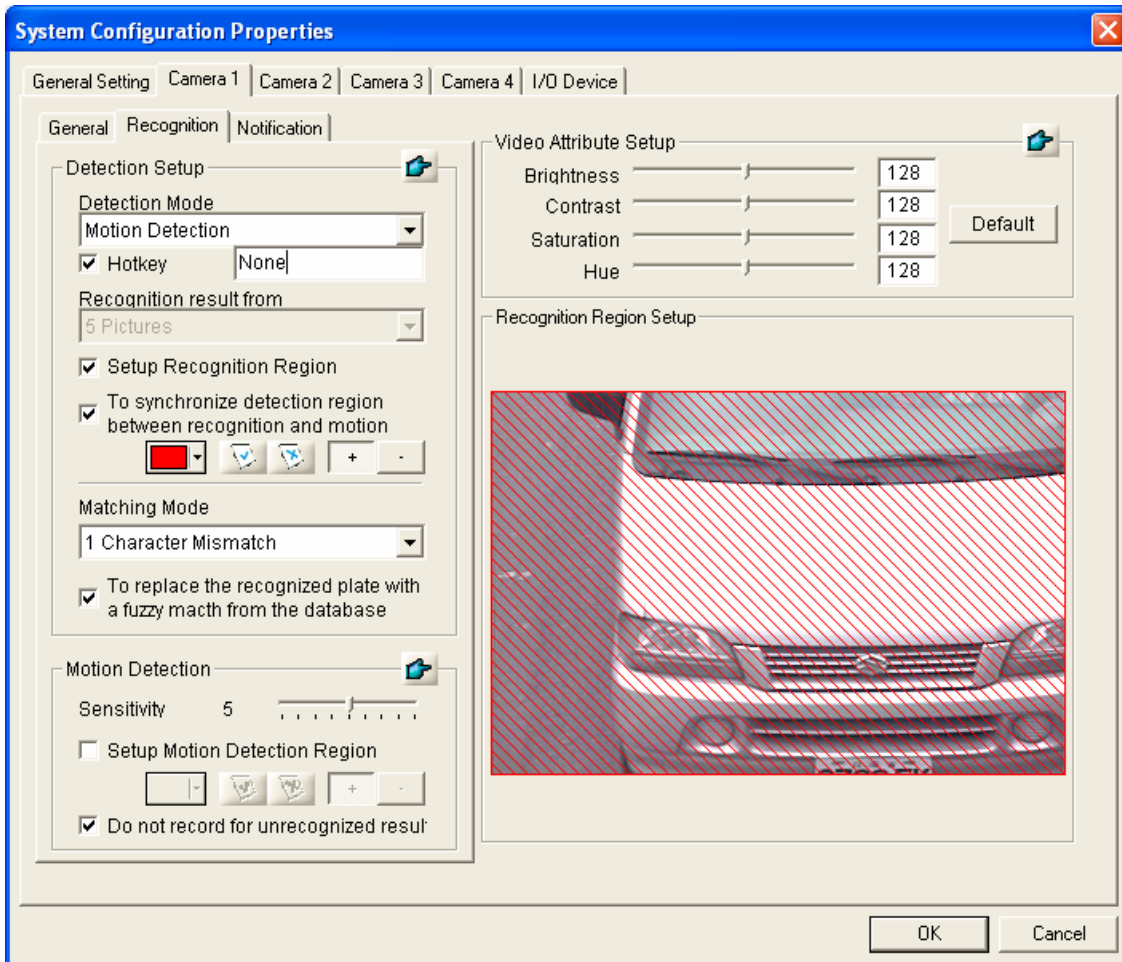 System Configuration Properties
General Setting
Camera 1
Camera 2
Camera 3
Camera 4
I/O Device
General
Recognition
Notification
Detection Setup
Detection Mode
Motion Detection
Hotkey
None
Recognition result from
5 Pictures
Setup Recognition Region
To synchronize detection region
between recognition and motion
+
-
Matching Mode
1 Character Mismatch
To replace the recognized plate with
a fuzzy macth from the database
Motion Detection
Sensitivity
5
Setup Motion Detection Region
+
-
Do not record for unrecognized resul
Video Attribute Setup
Brightness
128
Contrast
128
Saturation
128
Hue
128
Default
Recognition Region Setup
OK
Cancel